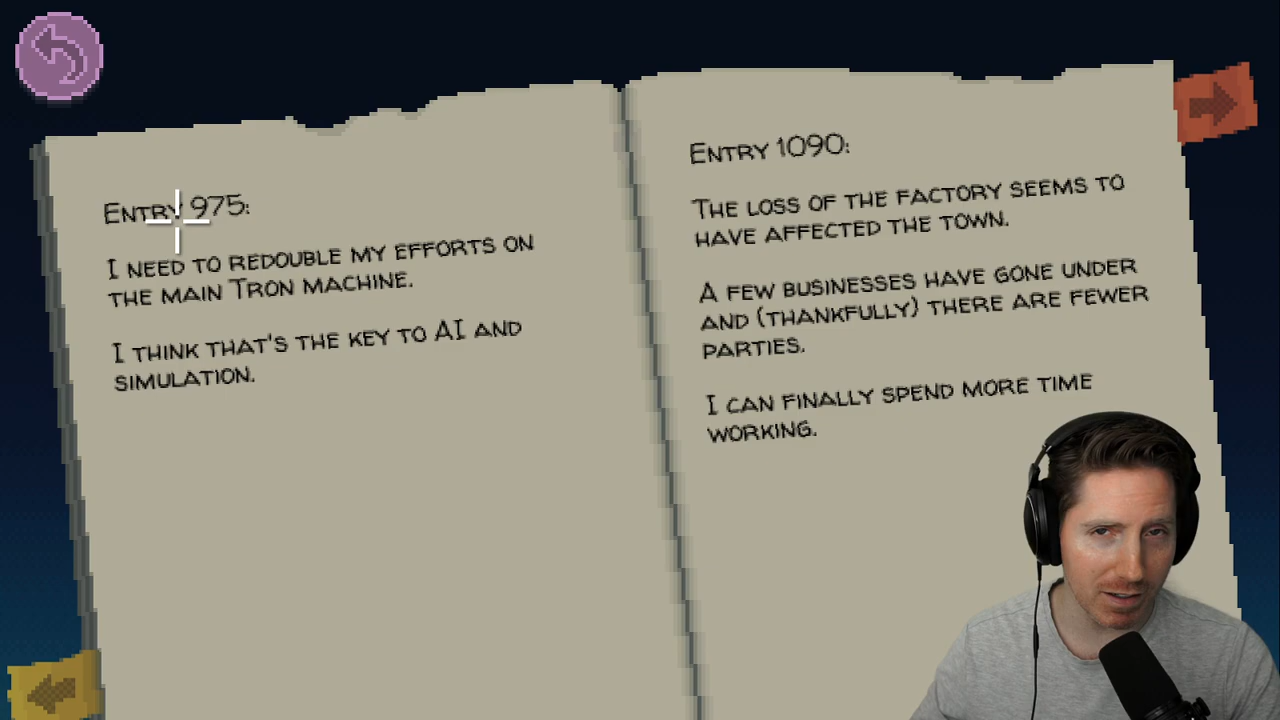 Entry 975:
I need to redouble my efforts on
the main Tron machine.
I think that's the key to AI and
simulation.
Entry 1090:
The loss of the factory seems to
have affected the town.
A few businesses have gone under
and (thankfully) there are fewer
parties.
I can finally spend more time
working.